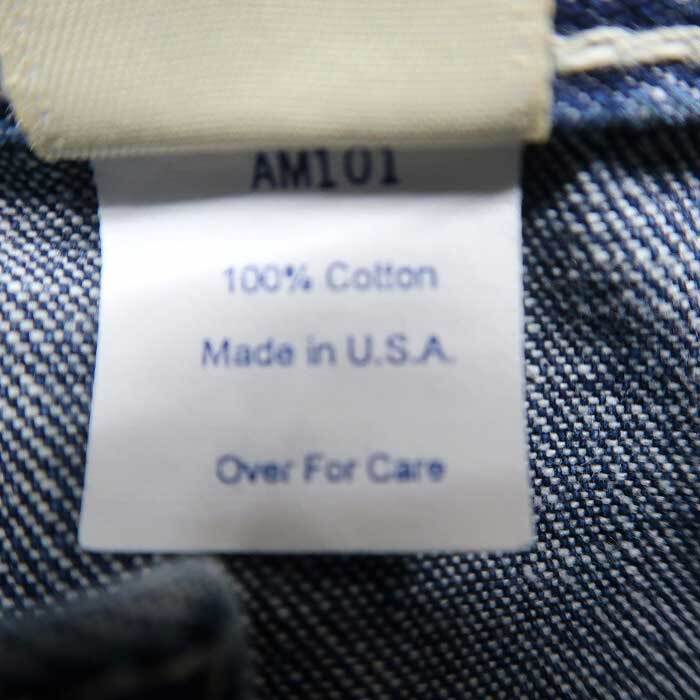 AM101
100% Cotton
Made in U.S.A.
Over For Care